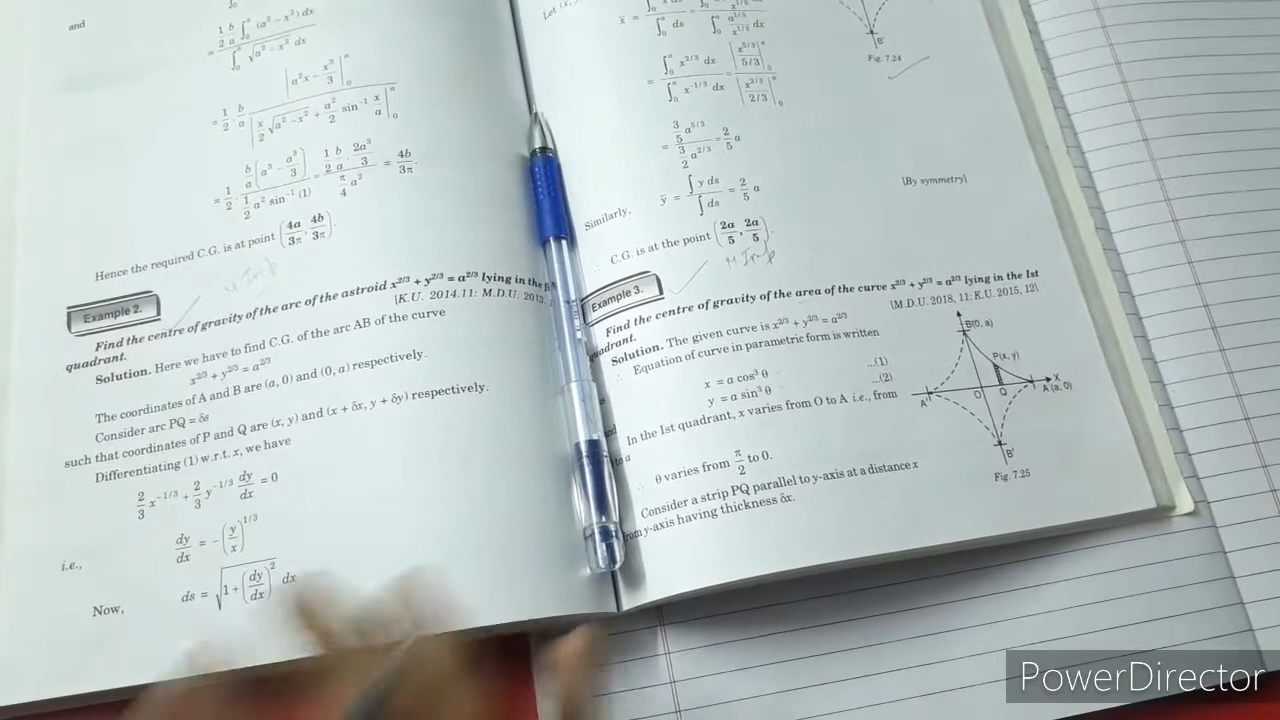 and
= 1/2 b/a ∫₀ᵃ (a² – x²) dx / ∫₀ᵃ √(a² – x²) ds
= 1/2 · b/a |a²x – x³/3|₀ᵃ / |x/2 √(a² – x²) + a²/2 sin⁻¹ x/a|₀ᵃ
= 1/2 · b/a (a³ – a³/3) / 1/2 a² sin⁻¹ (1) = 1/2 b/a · 2a³/3 / π/4 a² = 4b/3π.
Hence the required C.G. is at point (4a/3π, 4b/3π).
Example 2.
Find the centre of gravity of the arc of the astroid x^2/3 + y^2/3 = a^2/3 lying in the
quadrant.
[K.U. 2014.11: M.D.U. 2013,
Solution. Here we have to find C.G. of the arc AB of the curve
x^2/3 + y^2/3 = a^2/3
The coordinates of A and B are (a, 0) and (0, a) respectively.
Consider arc PQ = δs
such that coordinates of P and Q are (x, y) and (x + δx, y + δy) respectively.
Differentiating (1) w.r.t. x, we have
2/3 x^–1/3 + 2/3 y^–1/3 dy/dx = 0
i.e., dy/dx = –(y/x)^1/3
Now, ds = √(1 + (dy/dx)²) dx
Let
= ∫₀ᵃ x^2/3 dx / ∫₀ᵃ x^–1/3 dx = |x^5/3 / 5/3|₀ᵃ / |x^2/3 / 2/3|₀ᵃ
= 3/5 a^5/3 / 3/2 a^2/3 = 2/5 a
Similarly, ȳ = ∫ y ds / ∫ ds = 2/5 a
[By symmetry]
∴ C.G. is at the point (2a/5, 2a/5).
B'
Fig. 7.24
Example 3.
Find the centre of gravity of the area of the curve x^2/3 + y^2/3 = a^2/3 lying in the Ist
quadrant.
[M.D.U. 2018, 11: K.U. 2015, 12]
Solution. The given curve is x^2/3 + y^2/3 = a^2/3
∴ Equation of curve in parametric form is written
x = a cos³ θ ...(1)
y = a sin³ θ ...(2)
In the Ist quadrant, x varies from O to A i.e., from
to a
∴ θ varies from π/2 to 0.
Consider a strip PQ parallel to y-axis at a distance x
from y-axis having thickness δx.
B(0, a)
P(x, y)
X
A'
O
Q
A (a, 0)
B'
Fig. 7.25
PowerDirector